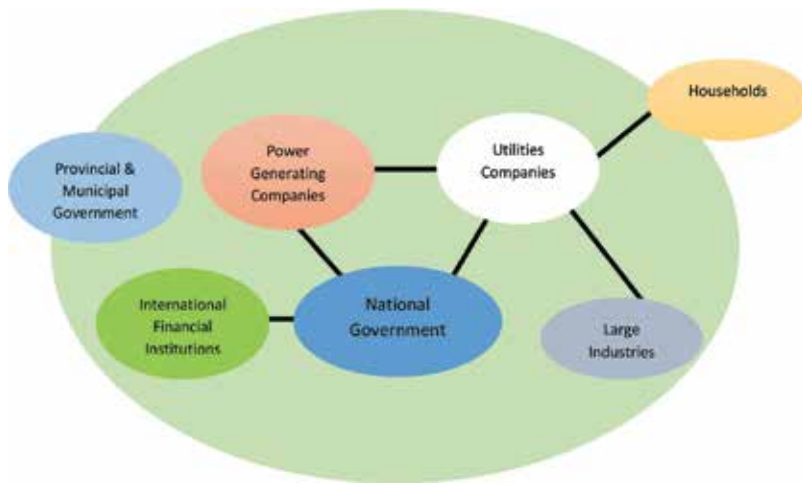 Households
Power
Generating
Companies
Utilities
Companies
Provincial &
Municipal
Government
International
Financial
Institutions
National
Government
Large
Industries